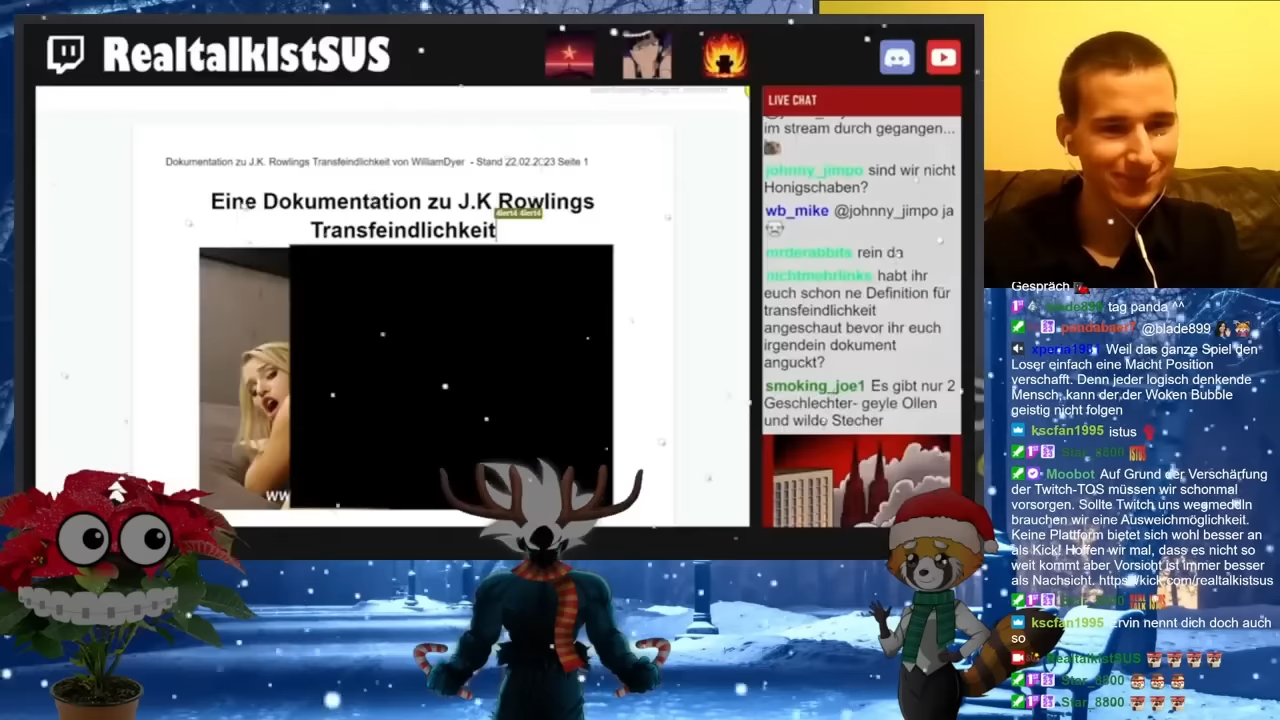 RealtalkIstSUS
Dokumentation zu J.K. Rowlings Transfeindlichkeit von WilliamDyer - Stand 22.02.2023 Seite 1
Eine Dokumentation zu J.K Rowlings
Transfeindlichkeit
4lert4 4lert4
ww
LIVE CHAT
im stream durch gegangen...
johnny_jimpo sind wir nicht
Honigschaben?
wb_mike @johnny_jimpo ja
mrderabbits rein da
nichtmehrlinks habt ihr
euch schon ne Definition für
transfeindlichkeit
angeschaut bevor ihr euch
irgendein dokument
anguckt?
smoking_joe1 Es gibt nur 2
Geschlechter- geyle Ollen
und wilde Stecher
Gespräch
blade899 tag panda ^^
@blade899
xperia1981 Weil das ganze Spiel den
Loser einfach eine Macht Position
verschafft. Denn jeder logisch denkende
Mensch, kann der der Woken Bubble
geistig nicht folgen
kscfan1995 istus
Star_8800
Moobot Auf Grund der Verschärfung
der Twitch-TOS müssen wir schonmal
vorsorgen. Sollte Twitch uns wegmeddln
brauchen wir eine Ausweichmöglichkeit.
Keine Plattform bietet sich wohl besser an
als Kick! Hoffen wir mal, dass es nicht so
weit kommt aber Vorsicht ist immer besser
als Nachsicht. https://kick.com/realtalkistsus
kscfan1995 Ervin nennt dich doch auch
so
RealtalkIstSUS
Star_8800
Star_8800